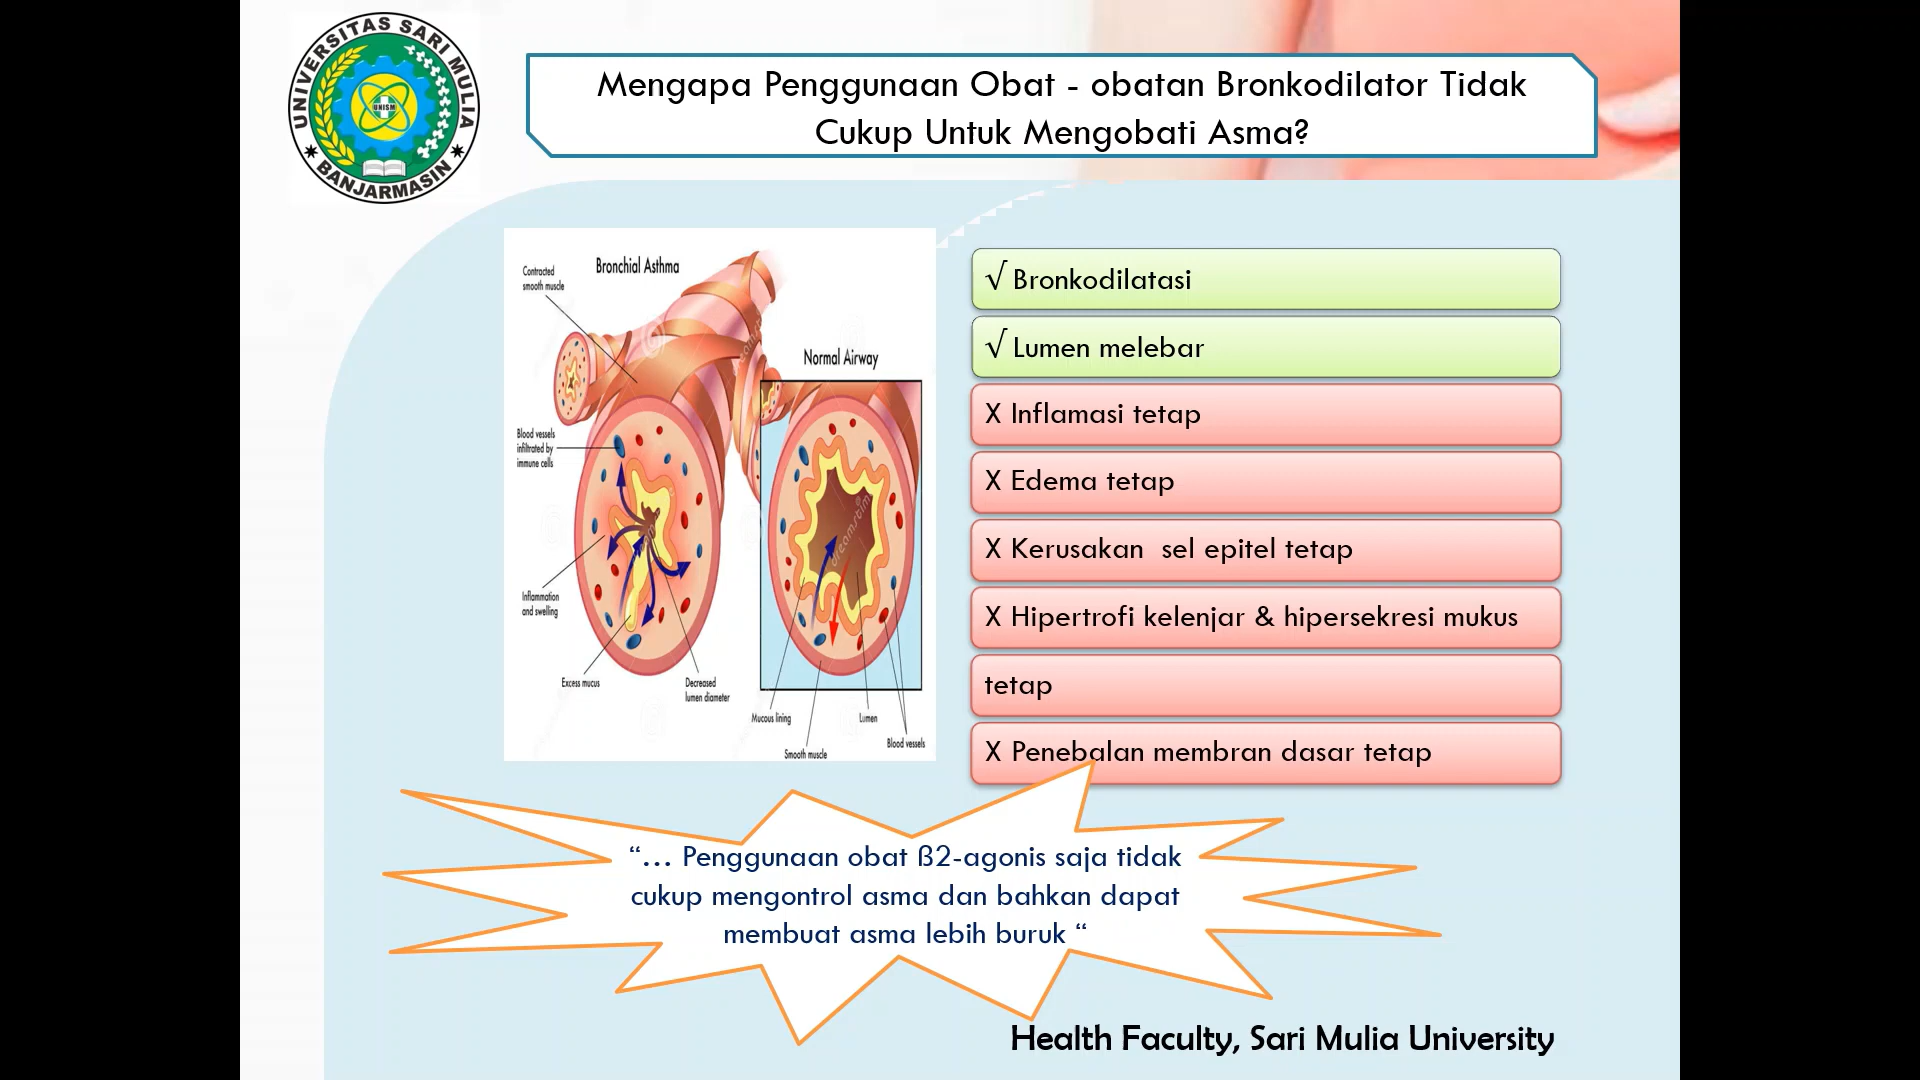 UNIVERSITAS SARI MULIA
UNISM
BANJARMASIN
Mengapa Penggunaan Obat - obatan Bronkodilator Tidak
Cukup Untuk Mengobati Asma?
Bronchial Asthma
Contracted
smooth muscle
Normal Airway
Blood vessels
infiltrated by
immune cells
Inflammation
and swelling
Excess mucus
Decreased
lumen diameter
Mucous lining
Lumen
Smooth muscle
Blood vessels
√ Bronkodilatasi
√ Lumen melebar
X Inflamasi tetap
X Edema tetap
X Kerusakan  sel epitel tetap
X Hipertrofi kelenjar & hipersekresi mukus
tetap
X Penebalan membran dasar tetap
“... Penggunaan obat ß2-agonis saja tidak
cukup mengontrol asma dan bahkan dapat
membuat asma lebih buruk “
Health Faculty, Sari Mulia University